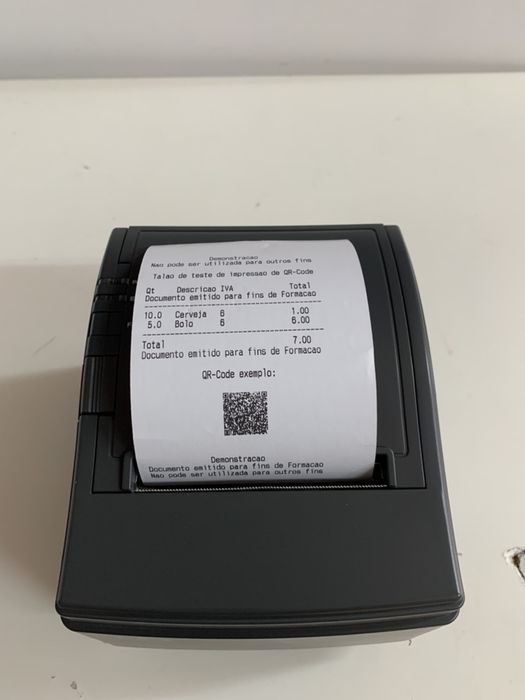 Demonstracao
Nao pode ser utilizada para outros fins
Talao de teste de impressao de QR-Code
Qt Descricao IVA Total
Documento emitido para fins de Formacao
10.0 Cerveja 6 1.00
5.0 Bolo 6 6.00
Total 7.00
Documento emitido para fins de Formacao
QR-Code exemplo:
Demonstracao
Documento emitido para fins de Formacao
Nao pode ser utilizada para outros fins